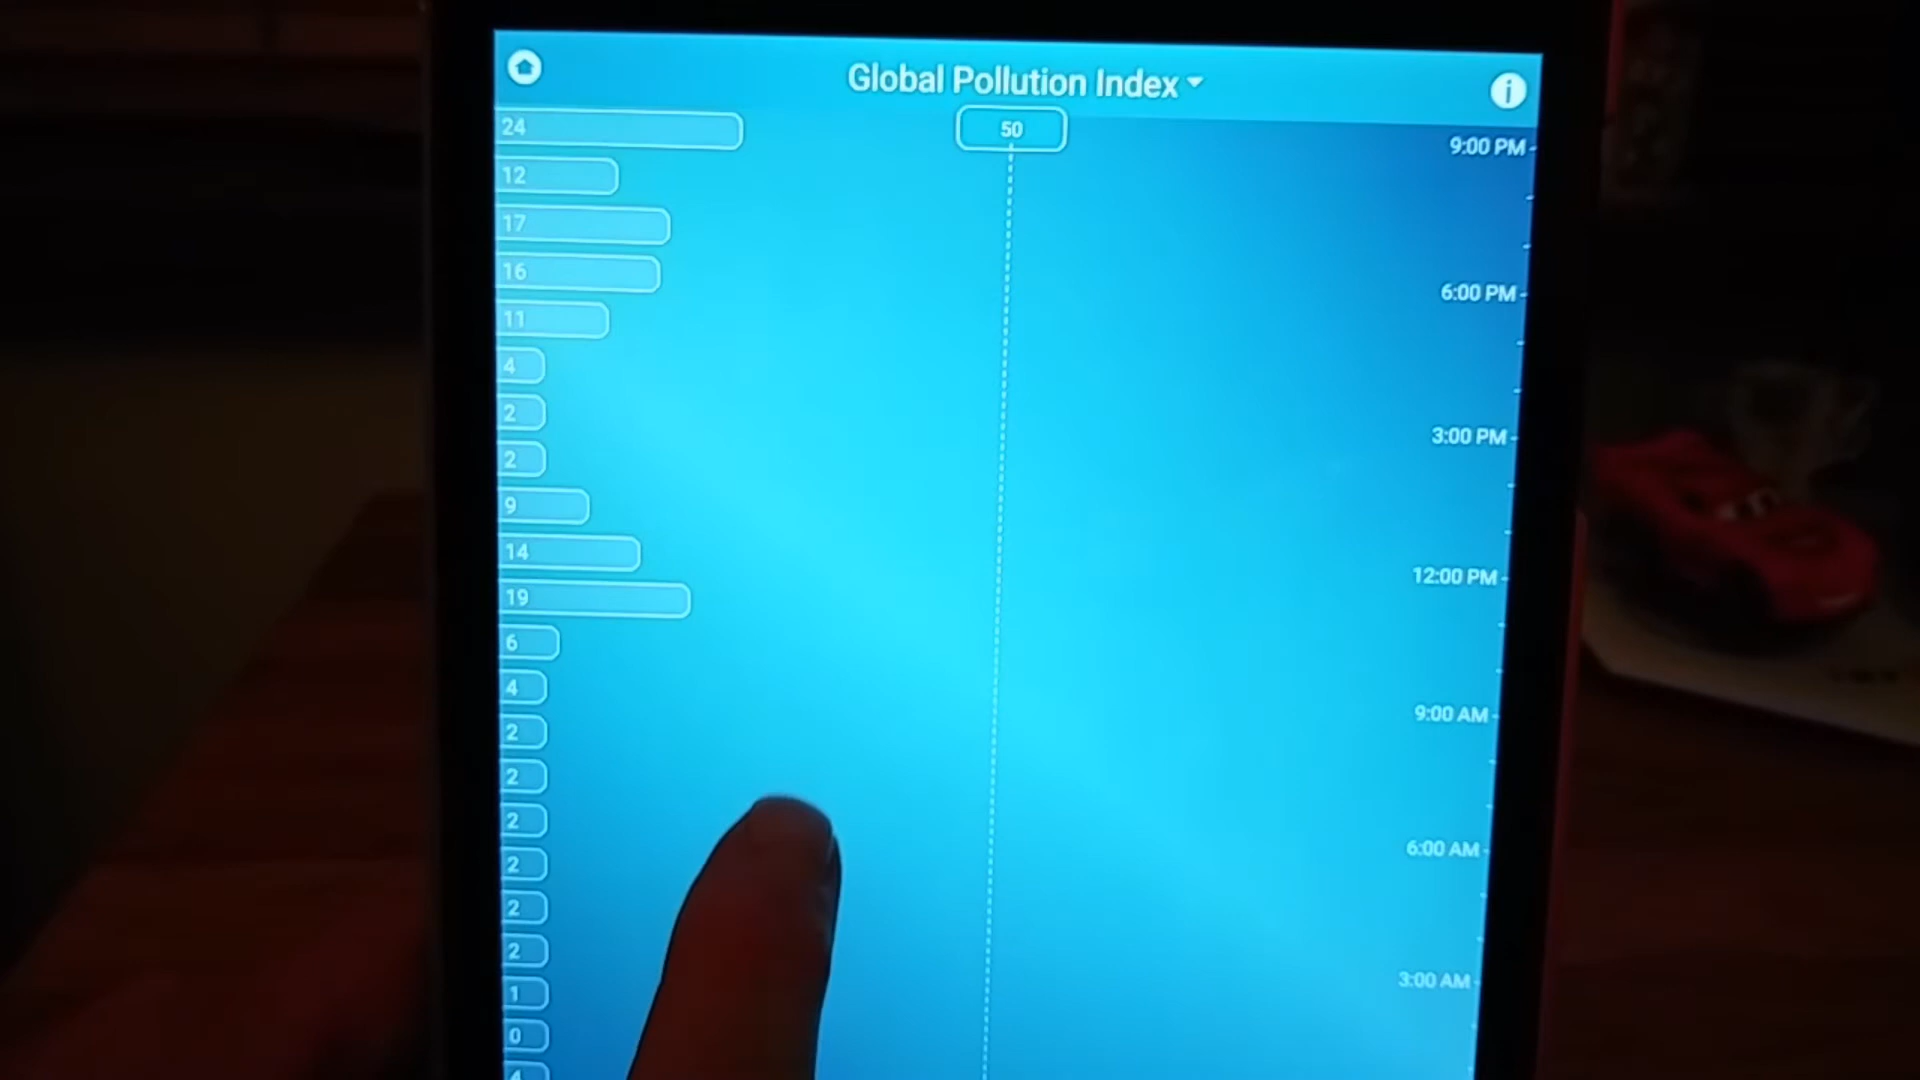 Global Pollution Index
50
24
9:00 PM
12
17
16
6:00 PM
11
4
2
3:00 PM
2
9
14
12:00 PM
19
6
4
9:00 AM
2
2
2
6:00 AM
2
2
2
3:00 AM
1
0